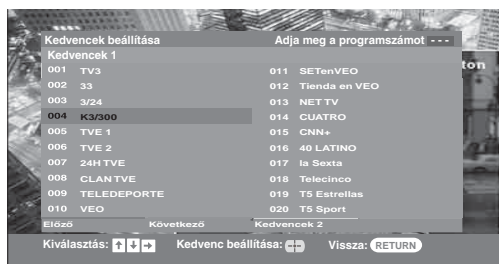 Kedvencek beállítása Adja meg a programszámot - - -
ton
Kedvencek 1
001 TV3
002 33
003 3/24
004 K3/300
005 TVE 1
006 TVE 2
007 24H TVE
008 CLAN TVE
009 TELEDEPORTE
010 VEO
011 SETenVEO
012 Tienda en VEO
013 NET TV
014 CUATRO
015 CNN+
016 40 LATINO
017 la Sexta
018 Telecinco
019 T5 Estrellas
020 T5 Sport
Előző Következő Kedvencek 2
Kiválasztás: ↑ ↓ → Kedvenc beállítása: Vissza: RETURN